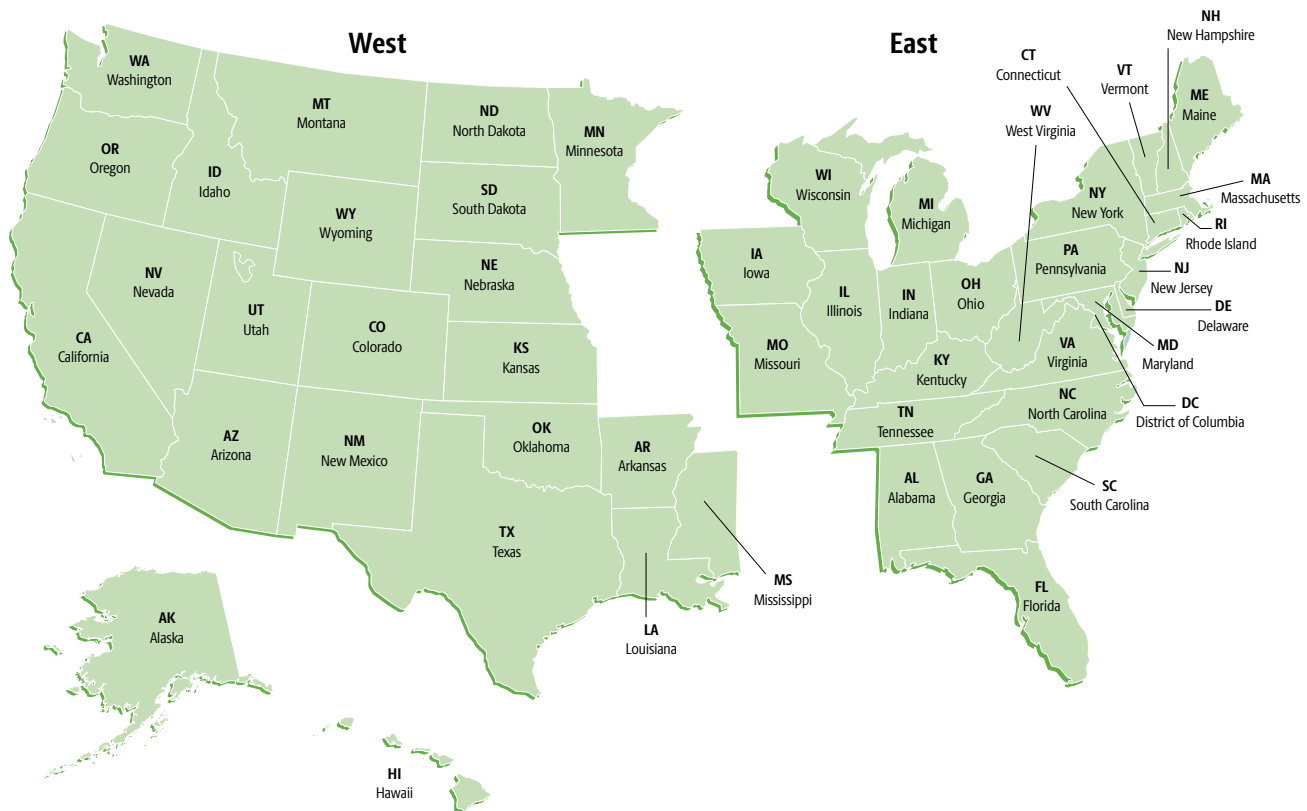 West
East
NH
New Hampshire
CT
Connecticut
VT
Vermont
WV
West Virginia
ME
Maine
WA
Washington
MT
Montana
ND
North Dakota
MN
Minnesota
OR
Oregon
ID
Idaho
SD
South Dakota
WY
Wyoming
WI
Wisconsin
MI
Michigan
NY
New York
MA
Massachusetts
RI
Rhode Island
NV
Nevada
NE
Nebraska
IA
Iowa
PA
Pennsylvania
NJ
New Jersey
UT
Utah
CO
Colorado
IL
Illinois
IN
Indiana
OH
Ohio
DE
Delaware
CA
California
KS
Kansas
MO
Missouri
KY
Kentucky
VA
Virginia
MD
Maryland
AZ
Arizona
NM
New Mexico
OK
Oklahoma
AR
Arkansas
TN
Tennessee
NC
North Carolina
DC
District of Columbia
AL
Alabama
GA
Georgia
SC
South Carolina
TX
Texas
MS
Mississippi
FL
Florida
AK
Alaska
LA
Louisiana
HI
Hawaii